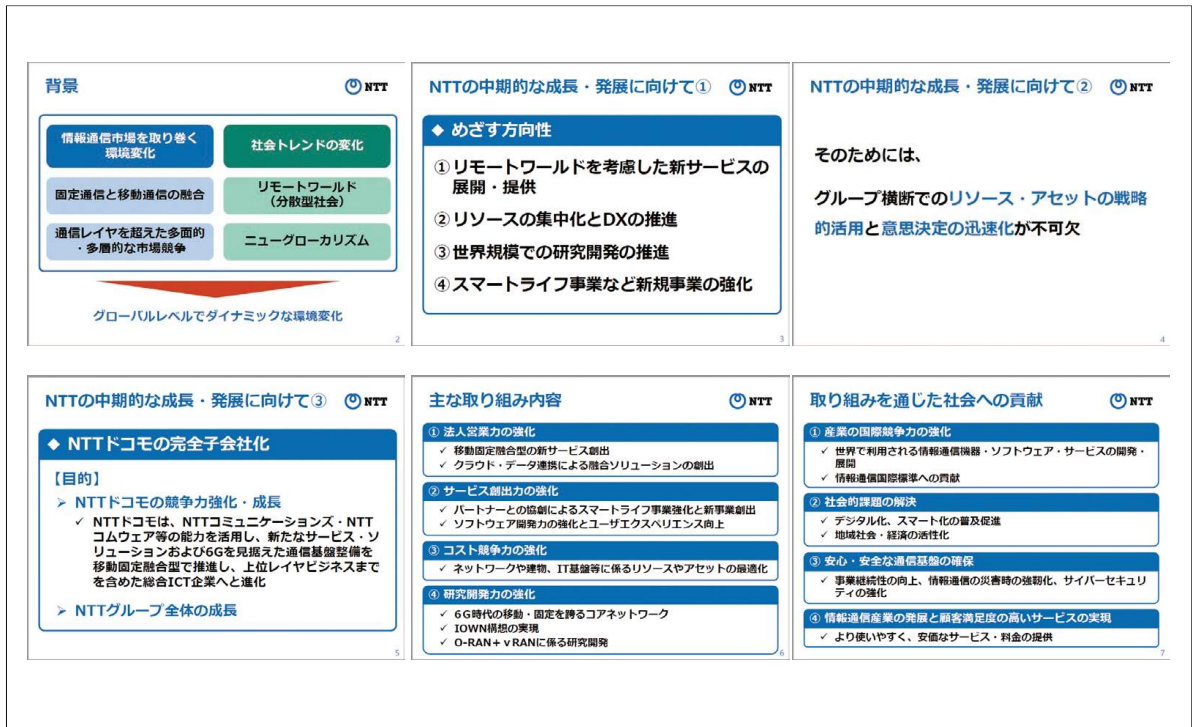 背景
NTT
情報通信市場を取り巻く
環境変化
社会トレンドの変化
固定通信と移動通信の融合
リモートワールド
（分散型社会）
通信レイヤを超えた多面的
・多層的な市場競争
ニューグローカリズム
グローバルレベルでダイナミックな環境変化
2
NTTの中期的な成長・発展に向けて①
NTT
◆ めざす方向性
①リモートワールドを考慮した新サービスの
展開・提供
②リソースの集中化とDXの推進
③世界規模での研究開発の推進
④スマートライフ事業など新規事業の強化
3
NTTの中期的な成長・発展に向けて②
NTT
そのためには、
グループ横断でのリソース・アセットの戦略
的活用と意思決定の迅速化が不可欠
4
NTTの中期的な成長・発展に向けて③
NTT
◆ NTTドコモの完全子会社化
【目的】
➢ NTTドコモの競争力強化・成長
✓ NTTドコモは、NTTコミュニケーションズ・NTT
コムウェア等の能力を活用し、新たなサービス・ソ
リューションおよび6Gを見据えた通信基盤整備を
移動固定融合型で推進し、上位レイヤビジネスまで
を含めた総合ICT企業へと進化
➢ NTTグループ全体の成長
5
主な取り組み内容
NTT
① 法人営業力の強化
✓ 移動固定融合型の新サービス創出
✓ クラウド・データ連携による融合ソリューションの創出
② サービス創出力の強化
✓ パートナーとの協創によるスマートライフ事業強化と新事業創出
✓ ソフトウェア開発力の強化とユーザエクスペリエンス向上
③ コスト競争力の強化
✓ ネットワークや建物、IT基盤等に係るリソースやアセットの最適化
④ 研究開発力の強化
✓ 6G時代の移動・固定を跨るコアネットワーク
✓ IOWN構想の実現
✓ O-RAN+vRANに係る研究開発
6
取り組みを通じた社会への貢献
NTT
① 産業の国際競争力の強化
✓ 世界で利用される情報通信機器・ソフトウェア・サービスの開発・
展開
✓ 情報通信国際標準への貢献
② 社会的課題の解決
✓ デジタル化、スマート化の普及促進
✓ 地域社会・経済の活性化
③ 安心・安全な通信基盤の確保
✓ 事業継続性の向上、情報通信の災害時の強靭化、サイバーセキュリ
ティの強化
④ 情報通信産業の発展と顧客満足度の高いサービスの実現
✓ より使いやすく、安価なサービス・料金の提供
7